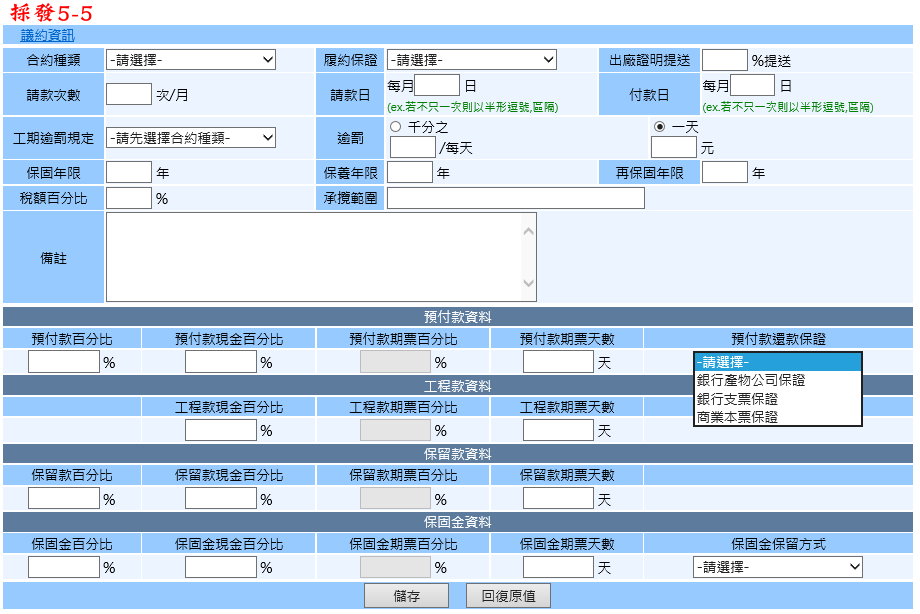 採發5-5
議約資訊
合約種類 -請選擇- 履約保證 -請選擇- 出廠證明提送 %提送
請款次數 次/月 請款日 每月 日 付款日 每月 日
(ex.若不只一次則以半形逗號,區隔) (ex.若不只一次則以半形逗號,區隔)
工期逾罰規定 -請先選擇合約種類- 逾罰 千分之 一天
/每天 元
保固年限 年 保養年限 年 再保固年限 年
稅額百分比 % 承攬範圍
備註
預付款資料
預付款百分比 預付款現金百分比 預付款期票百分比 預付款期票天數 預付款還款保證
% % % 天 -請選擇-
銀行產物公司保證
銀行支票保證
商業本票保證
工程款資料
工程款現金百分比 工程款期票百分比 工程款期票天數
% % 天
保留款資料
保留款百分比 保留款現金百分比 保留款期票百分比 保留款期票天數
% % % 天
保固金資料
保固金百分比 保固金現金百分比 保固金期票百分比 保固金期票天數 保固金保留方式
% % % 天 -請選擇-
儲存 回復原值